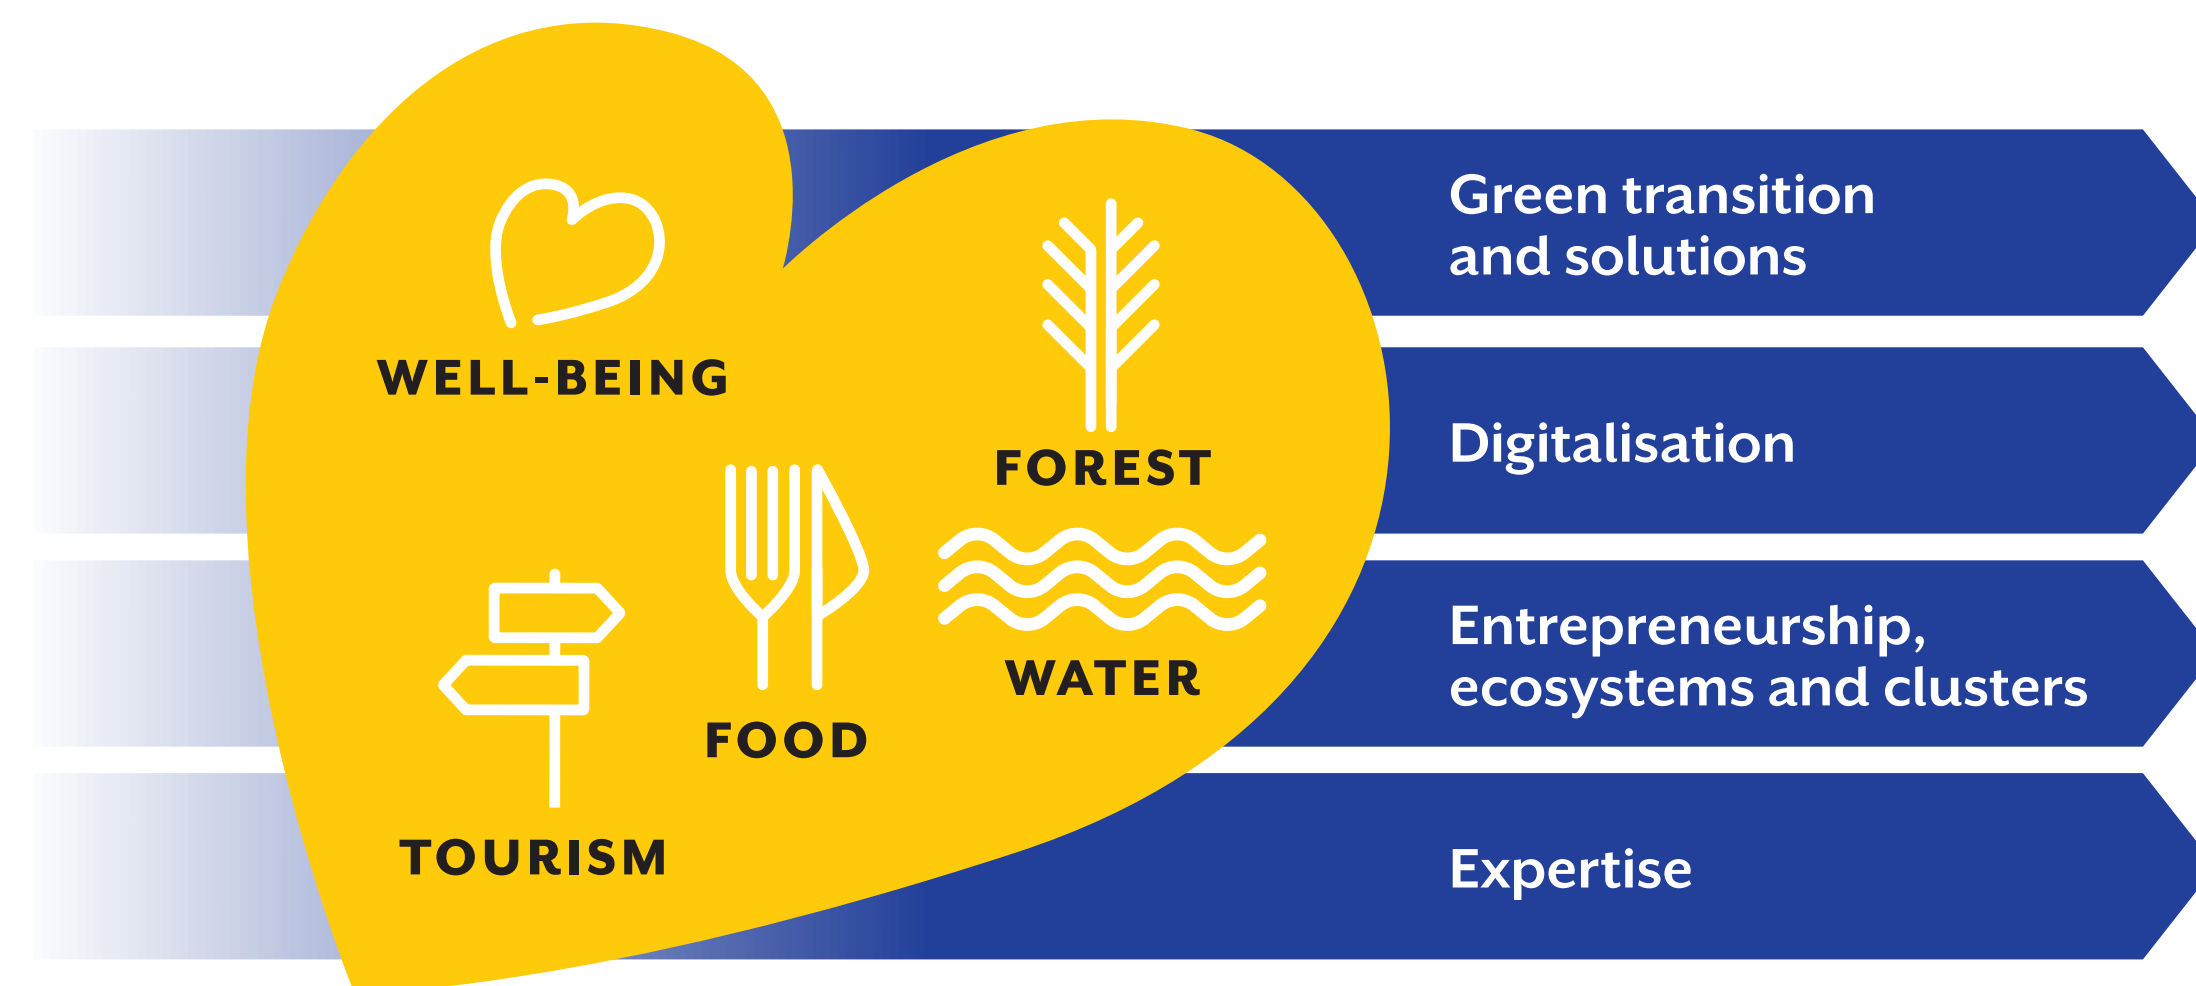 WELL-BEING
FOREST
WATER
FOOD
TOURISM
Green transition
and solutions
Digitalisation
Entrepreneurship,
ecosystems and clusters
Expertise